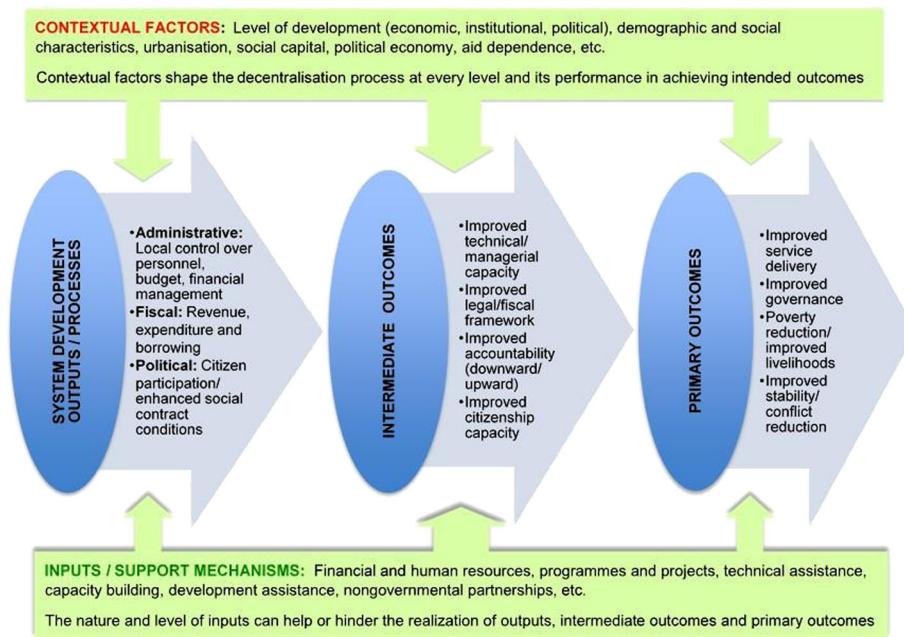 CONTEXTUAL FACTORS: Level of development (economic, institutional, political), demographic and social
characteristics, urbanisation, social capital, political economy, aid dependence, etc.
Contextual factors shape the decentralisation process at every level and its performance in achieving intended outcomes
SYSTEM DEVELOPMENT
OUTPUTS / PROCESSES
•Administrative:
Local control over
personnel,
budget, financial
management
•Fiscal: Revenue,
expenditure and
borrowing
•Political: Citizen
participation/
enhanced social
contract
conditions
INTERMEDIATE OUTCOMES
•Improved
technical/
managerial
capacity
•Improved
legal/fiscal
framework
•Improved
accountability
(downward/
upward)
•Improved
citizenship
capacity
PRIMARY OUTCOMES
•Improved
service
delivery
•Improved
governance
•Poverty
reduction/
improved
livelihoods
•Improved
stability/
conflict
reduction
INPUTS / SUPPORT MECHANISMS: Financial and human resources, programmes and projects, technical assistance,
capacity building, development assistance, nongovernmental partnerships, etc.
The nature and level of inputs can help or hinder the realization of outputs, intermediate outcomes and primary outcomes